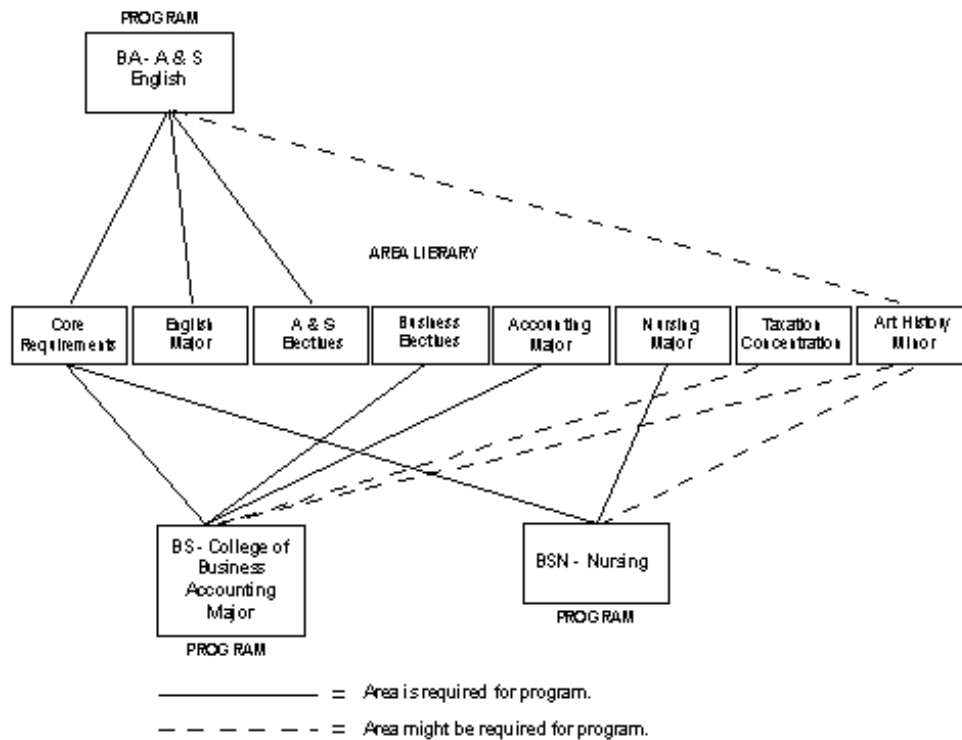 PROGRAM
BA - A & S
English
AREA LIBRARY
Core
Requirements
English
Major
A & S
Electives
Business
Electives
Accounting
Major
Nursing
Major
Taxation
Concentration
Art History
Minor
BS - College of
Business
Accounting
Major
PROGRAM
BSN - Nursing
PROGRAM
= Area is required for program.
= Area might be required for program.